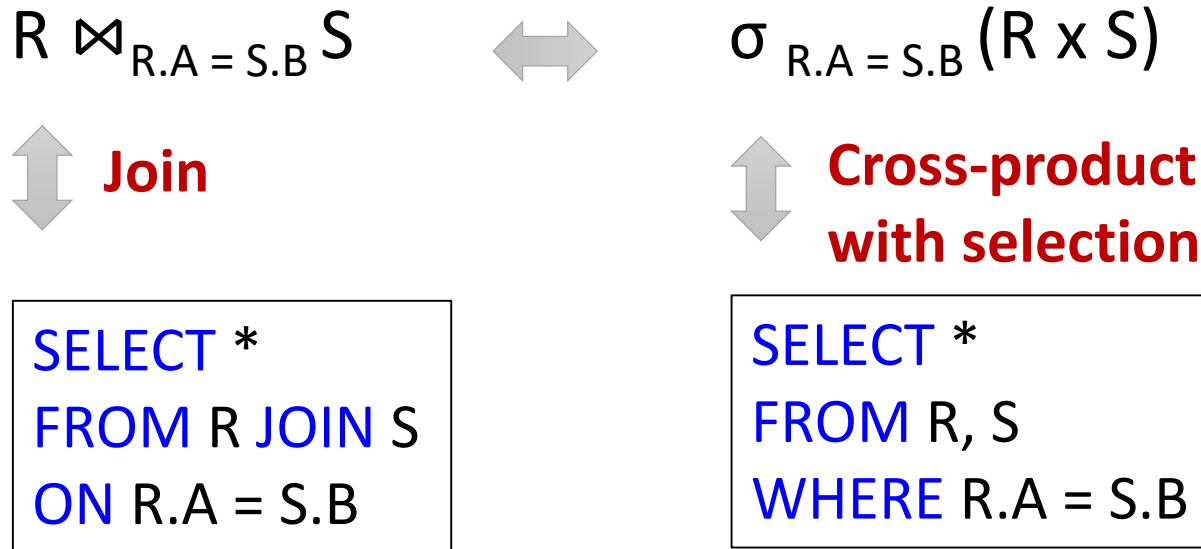 R ⋈ R.A = S.B S
σ R.A = S.B (R x S)
Join
Cross-product
with selection
SELECT *
FROM R JOIN S
ON R.A = S.B
SELECT *
FROM R, S
WHERE R.A = S.B